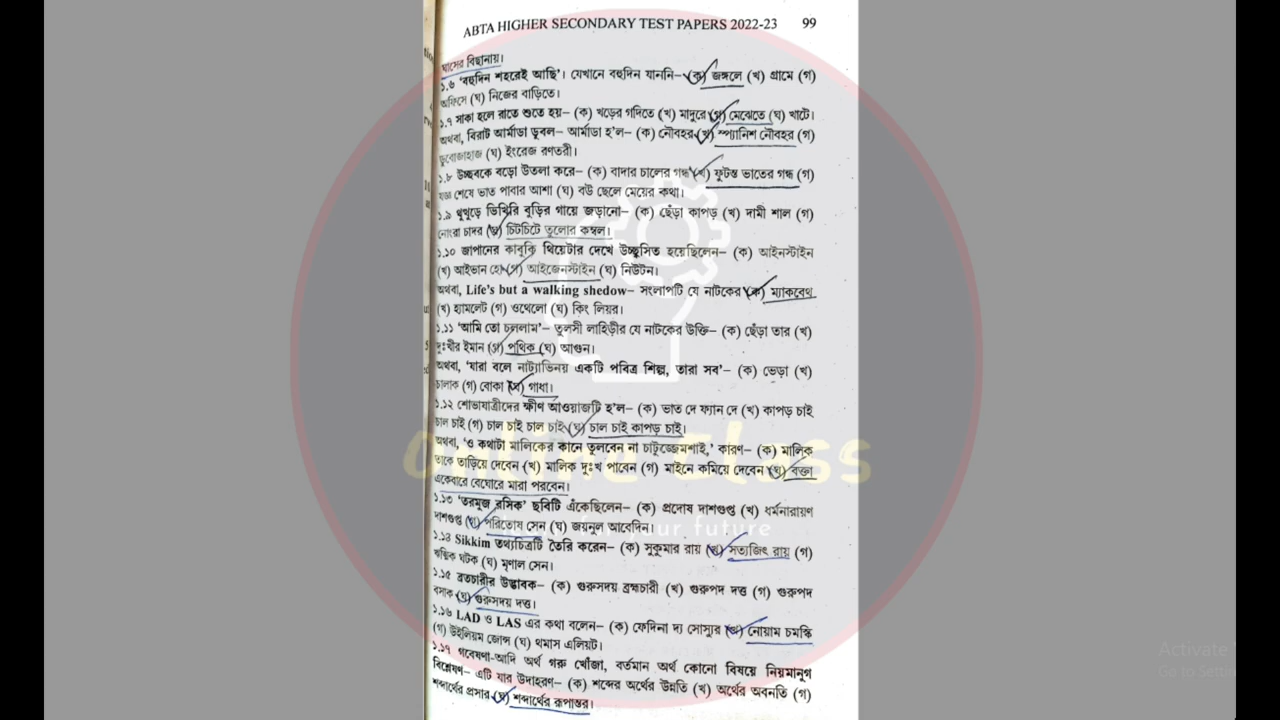 ABTA HIGHER SECONDARY TEST PAPERS 2022-23 99
ঘাসের বিছানায়।
১.৬ 'বহুদিন শহরেই আছি'। যেখানে বহুদিন যাননি– (ক) জঙ্গলে (খ) গ্রামে (গ)
অফিসে (ঘ) নিজের বাড়িতে।
১.৭ সাকা হলে রাতে শুতে হয়– (ক) খড়ের গদিতে (খ) মাদুরে (গ) মেঝেতে (ঘ) খাটে।
অথবা, বিরাট আর্মাডা ডুবল– আর্মাডা হ'ল– (ক) নৌবহর (খ) স্প্যানিশ নৌবহর (গ)
ডুবোজাহাজ (ঘ) ইংরেজ রণতরী।
১.৮ উচ্ছবকে বড়ো উতলা করে– (ক) বাদার চালের গন্ধ (খ) ফুটন্ত ভাতের গন্ধ (গ)
যজ্ঞ শেষে ভাত পাবার আশা (ঘ) বউ ছেলে মেয়ের কথা।
১.৯ থুথুড়ে ভিখিরি বুড়ির গায়ে জড়ানো– (ক) ছেঁড়া কাপড় (খ) দামী শাল (গ)
নোংরা চাদর (ঘ) চিটচিটে তুলোর কম্বল।
১.১০ জাপানের কাবুকি থিয়েটার দেখে উচ্ছ্বসিত হয়েছিলেন– (ক) আইনস্টাইন
(খ) আইভান হো (গ) আইজেনস্টাইন (ঘ) নিউটন।
অথবা, Life's but a walking shedow– সংলাপটি যে নাটকের (ক) ম্যাকবেথ
(খ) হ্যামলেট (গ) ওথেলো (ঘ) কিং লিয়র।
১.১১ 'আমি তো চললাম'– তুলসী লাহিড়ীর যে নাটকের উক্তি– (ক) ছেঁড়া তার (খ)
দুঃখীর ইমান (গ) পথিক (ঘ) আগুন।
অথবা, 'যারা বলে নাট্যাভিনয় একটি পবিত্র শিল্প, তারা সব'– (ক) ভেড়া (খ)
চালাক (গ) বোকা (ঘ) গাধা।
১.১২ শোভাযাত্রীদের ক্ষীণ আওয়াজটি হ'ল– (ক) ভাত দে ফ্যান দে (খ) কাপড় চাই
চাল চাই (গ) চাল চাই চাল চাই (ঘ) চাল চাই কাপড় চাই।
অথবা, 'ও কথাটা মালিকের কানে তুলবেন না চাটুজ্জেমশাই,' কারণ– (ক) মালিক
তাকে তাড়িয়ে দেবেন (খ) মালিক দুঃখ পাবেন (গ) মাইনে কমিয়ে দেবেন (ঘ) বক্তা
একেবারে বেঘোরে মারা পরবেন।
১.১৩ 'তরমুজ রসিক' ছবিটি এঁকেছিলেন– (ক) প্রদোষ দাশগুপ্ত (খ) ধর্মনারায়ণ
দাশগুপ্ত (গ) পরিতোষ সেন (ঘ) জয়নুল আবেদিন।
১.১৪ Sikkim তথ্যচিত্রটি তৈরি করেন– (ক) সুকুমার রায় (খ) সত্যজিৎ রায় (গ)
ঋত্বিক ঘটক (ঘ) মৃণাল সেন।
১.১৫ ব্রতচারীর উদ্ভাবক– (ক) গুরুসদয় ব্রহ্মচারী (খ) গুরুপদ দত্ত (গ) গুরুপদ
বসাক (ঘ) গুরুসদয় দত্ত।
১.১৬ LAD ও LAS এর কথা বলেন– (ক) ফেদিনা দ্য সোস্যুর (খ) নোয়াম চমস্কি
(গ) উইলিয়ম জোন্স (ঘ) থমাস এলিয়ট।
১.১৭ গবেষণা-আদি অর্থ গরু খোঁজা, বর্তমান অর্থ কোনো বিষয়ে নিয়মানুগ
বিশ্লেষণ– এটি যার উদাহরণ– (ক) শব্দের অর্থের উন্নতি (খ) অর্থের অবনতি (গ)
শব্দার্থের প্রসার (ঘ) শব্দার্থের রূপান্তর।
Online Class
for your future
Activate
Go to Settin